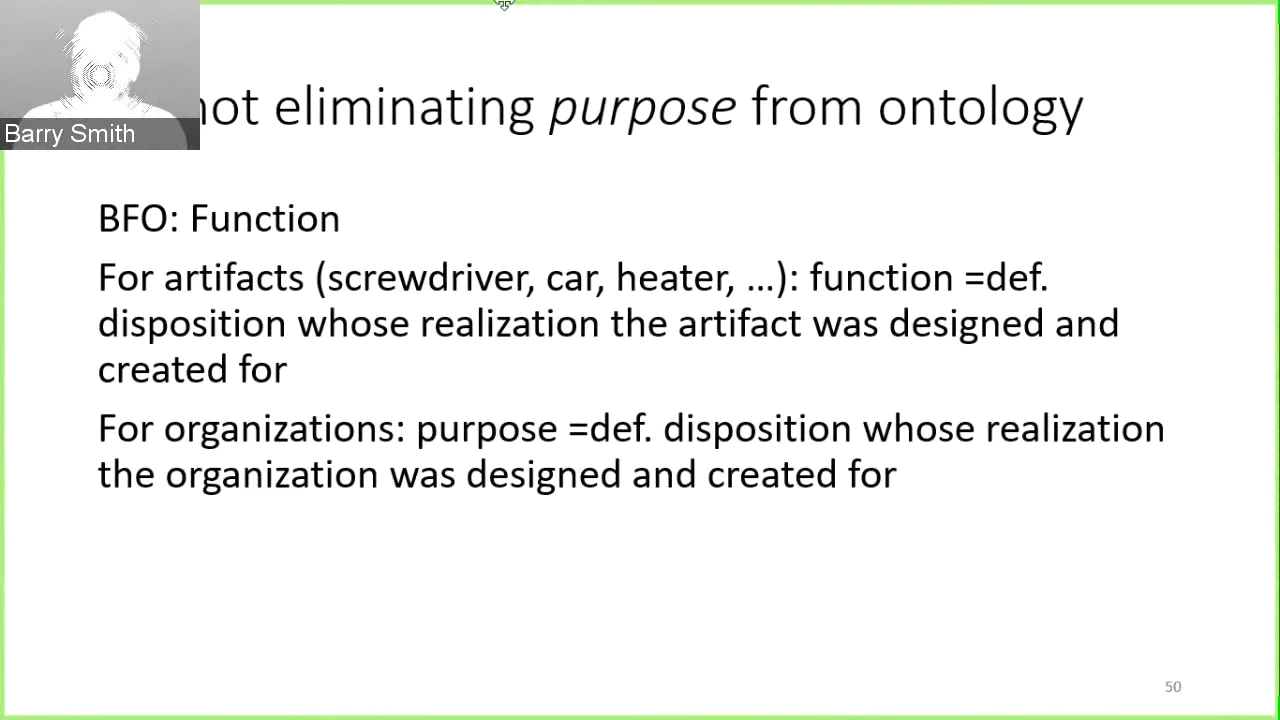 not eliminating purpose from ontology
Barry Smith
BFO: Function
For artifacts (screwdriver, car, heater, …): function =def.
disposition whose realization the artifact was designed and
created for
For organizations: purpose =def. disposition whose realization
the organization was designed and created for
50